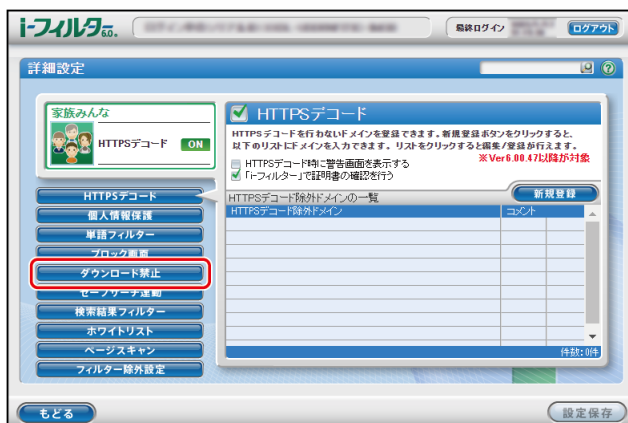 i-フィルター6.0.
最終ログイン
ログアウト
詳細設定
家族みんな
HTTPSデコード ON
HTTPSデコード
個人情報保護
単語フィルター
ブロック画面
ダウンロード禁止
セーフサーチ連動
検索結果フィルター
ホワイトリスト
ページスキャン
フィルター除外設定
HTTPSデコード
HTTPSデコードを行わないドメインを登録できます。新規登録ボタンをクリックすると、
以下のリストにドメインを入力できます。リストをクリックすると編集/登録が行えます。
HTTPSデコード時に警告画面を表示する
※Ver6.00.47以降が対象
「i-フィルター」で証明書の確認を行う
HTTPSデコード除外ドメインの一覧
新規登録
HTTPSデコード除外ドメイン コメント
件数:0件
もどる
設定保存